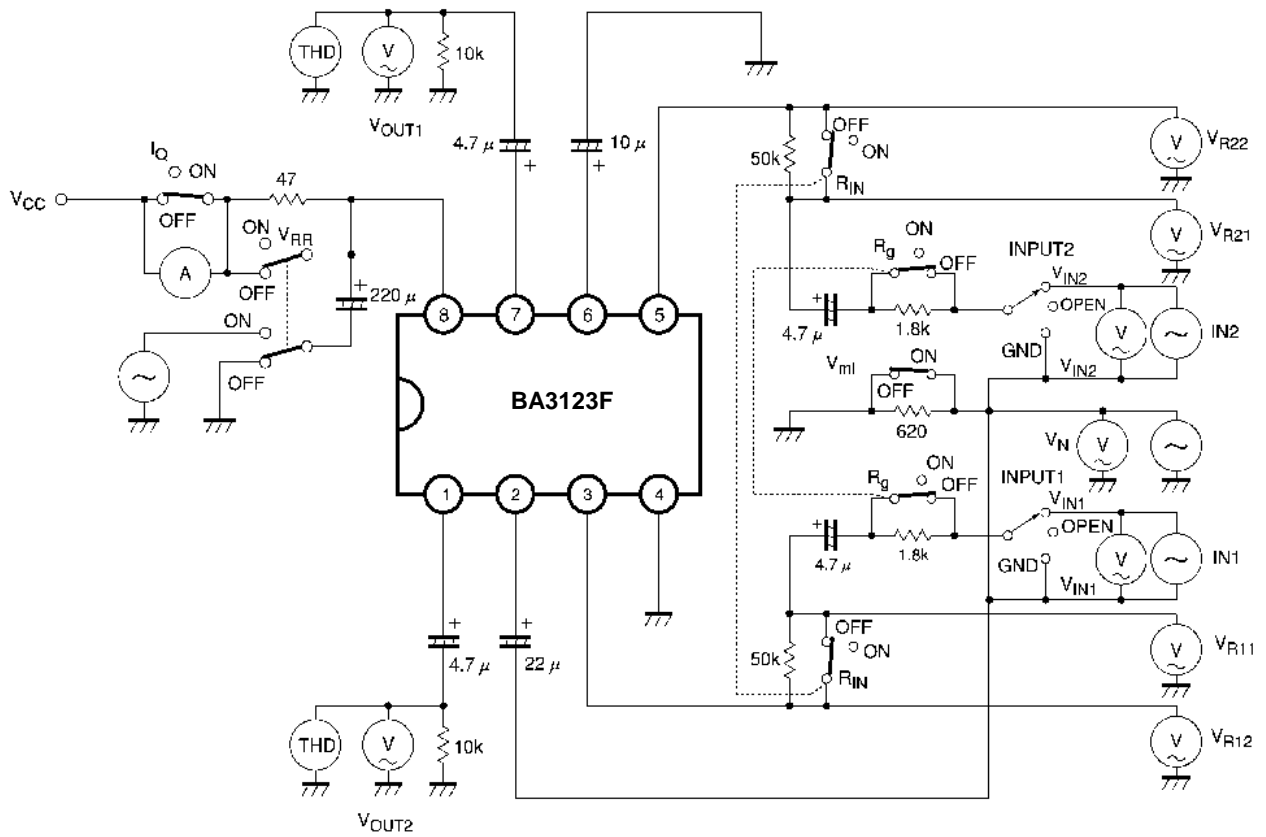 THD
V
10k
VOUT1
4.7 μ
+
10 μ
+
IQ
ON
VCC
OFF
47
A
ON
VRR
OFF
+
220 μ
ON
OFF
50k
OFF
ON
RIN
V
VR22
V
VR21
Rg
ON
OFF
INPUT2
VIN2
OPEN
V
IN2
+
4.7 μ
1.8k
GND
VIN2
Vml
ON
OFF
620
VN
V
8
7
6
5
BA3123F
1
2
3
4
Rg
ON
OFF
INPUT1
VIN1
OPEN
V
IN1
+
4.7 μ
1.8k
GND
VIN1
50k
OFF
ON
RIN
V
VR11
V
VR12
+
4.7 μ
+
22 μ
THD
V
10k
VOUT2